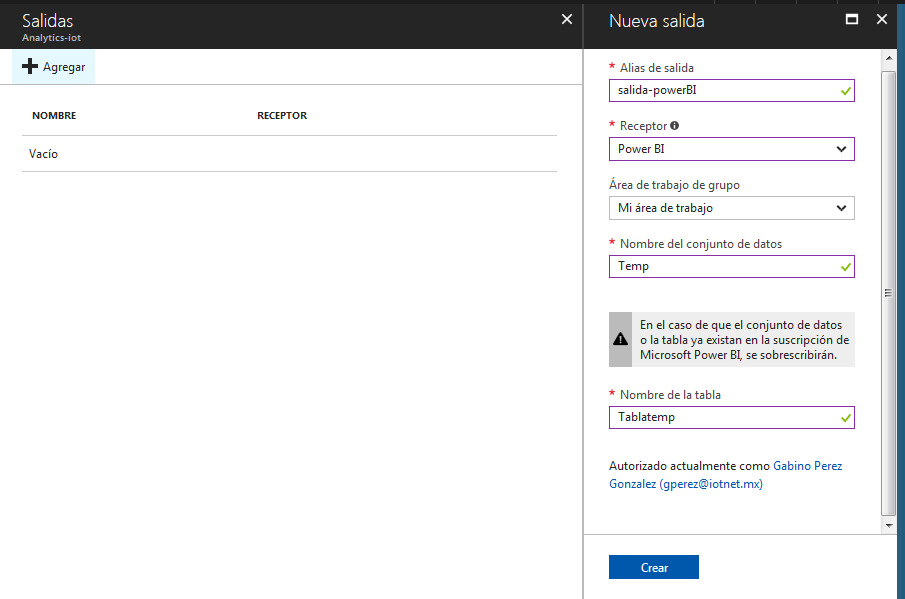 Salidas
Analytics-iot
Agregar
NOMBRE RECEPTOR
Vacío
Nueva salida
* Alias de salida
salida-powerBI
* Receptor
Power BI
Área de trabajo de grupo
Mi área de trabajo
* Nombre del conjunto de datos
Temp
En el caso de que el conjunto de datos
o la tabla ya existan en la suscripción de
Microsoft Power BI, se sobrescribirán.
* Nombre de la tabla
Tablatemp
Autorizado actualmente como Gabino Perez
Gonzalez (gperez@iotnet.mx)
Crear